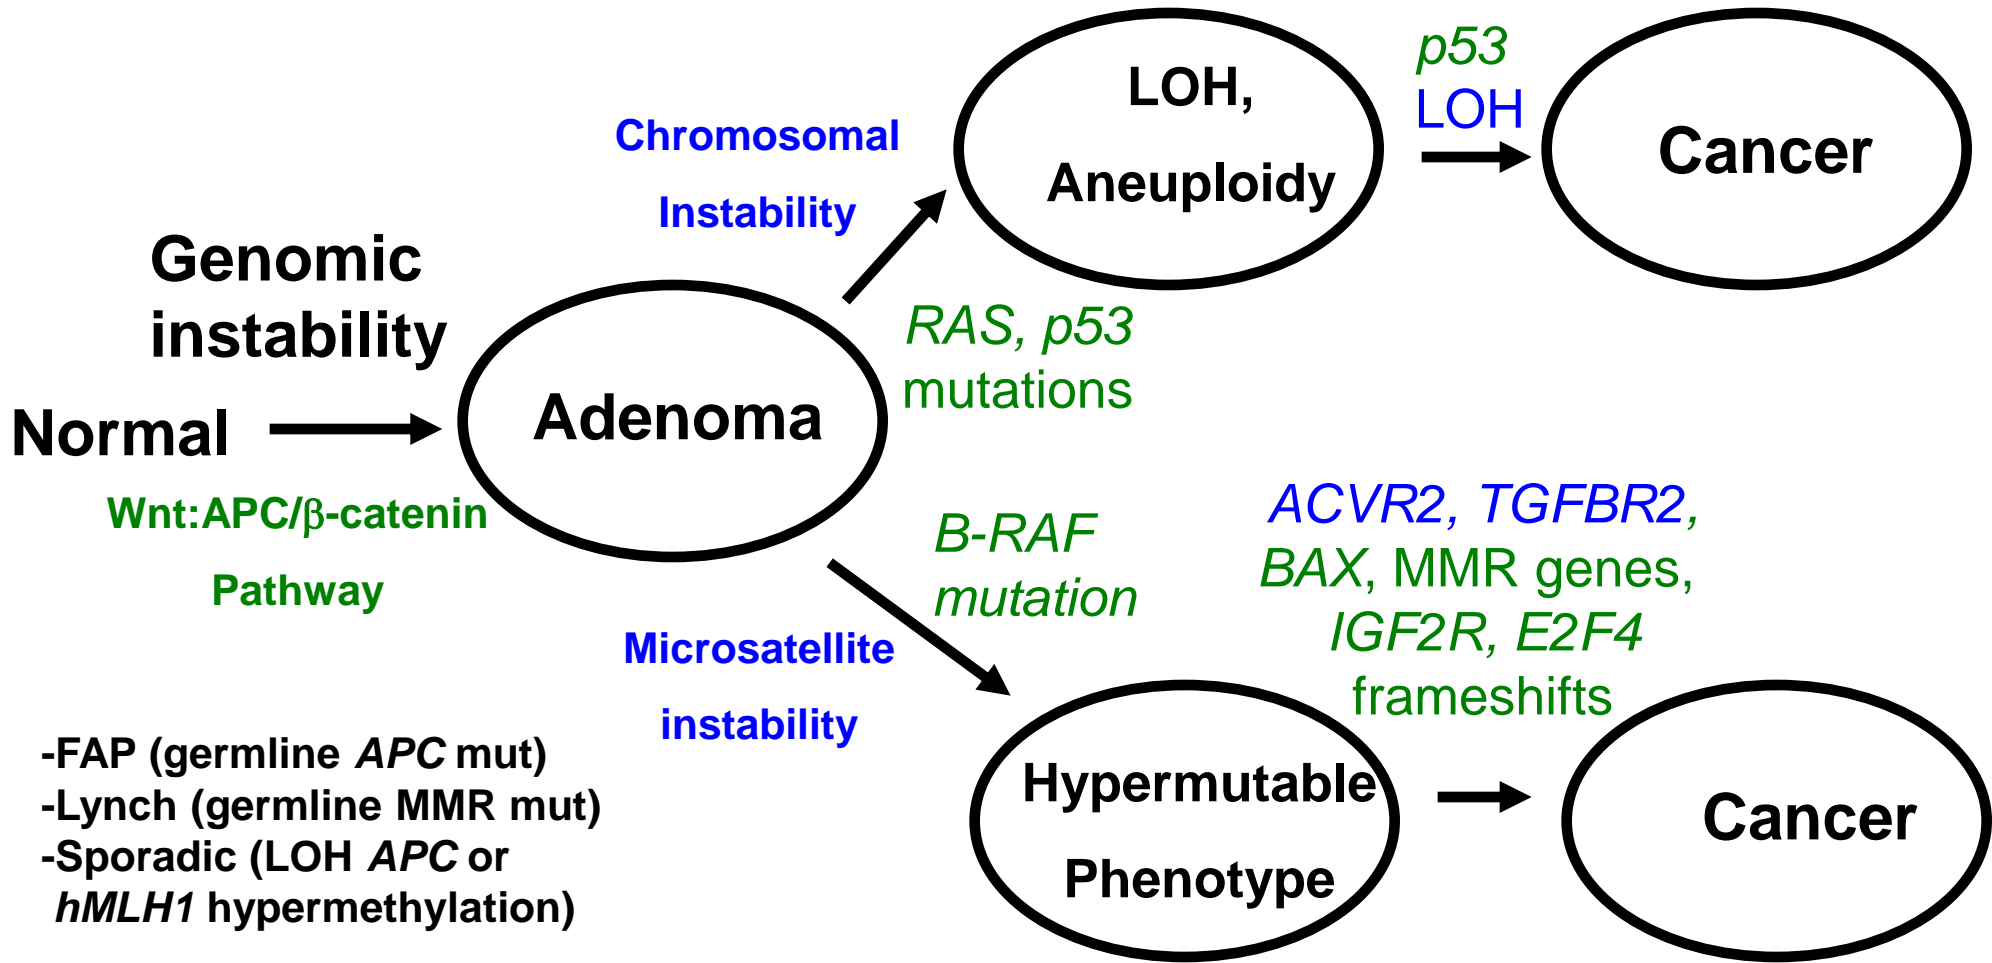 Genomic
instability
Normal
Wnt:APC/β-catenin
Pathway
Adenoma
Chromosomal
Instability
RAS, p53
mutations
LOH,
Aneuploidy
p53
LOH
Cancer
Microsatellite
instability
B-RAF
mutation
Hypermutable
Phenotype
ACVR2, TGFBR2,
BAX, MMR genes,
IGF2R, E2F4
frameshifts
Cancer
-FAP (germline APC mut)
-Lynch (germline MMR mut)
-Sporadic (LOH APC or
hMLH1 hypermethylation)